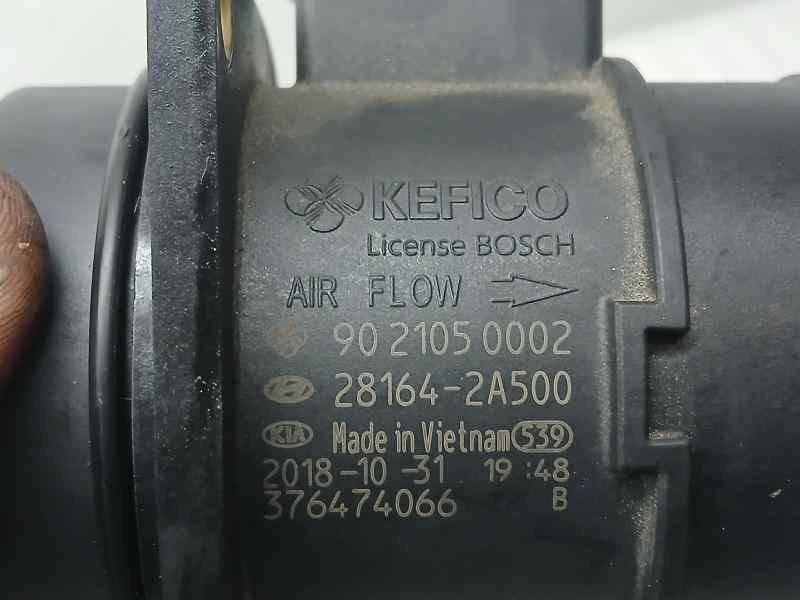 KEFICO
License BOSCH
AIR FLOW
90 2105 0002
28164-2A500
KIA Made in Vietnam 539
2018-10-31 19:48
376474066 B